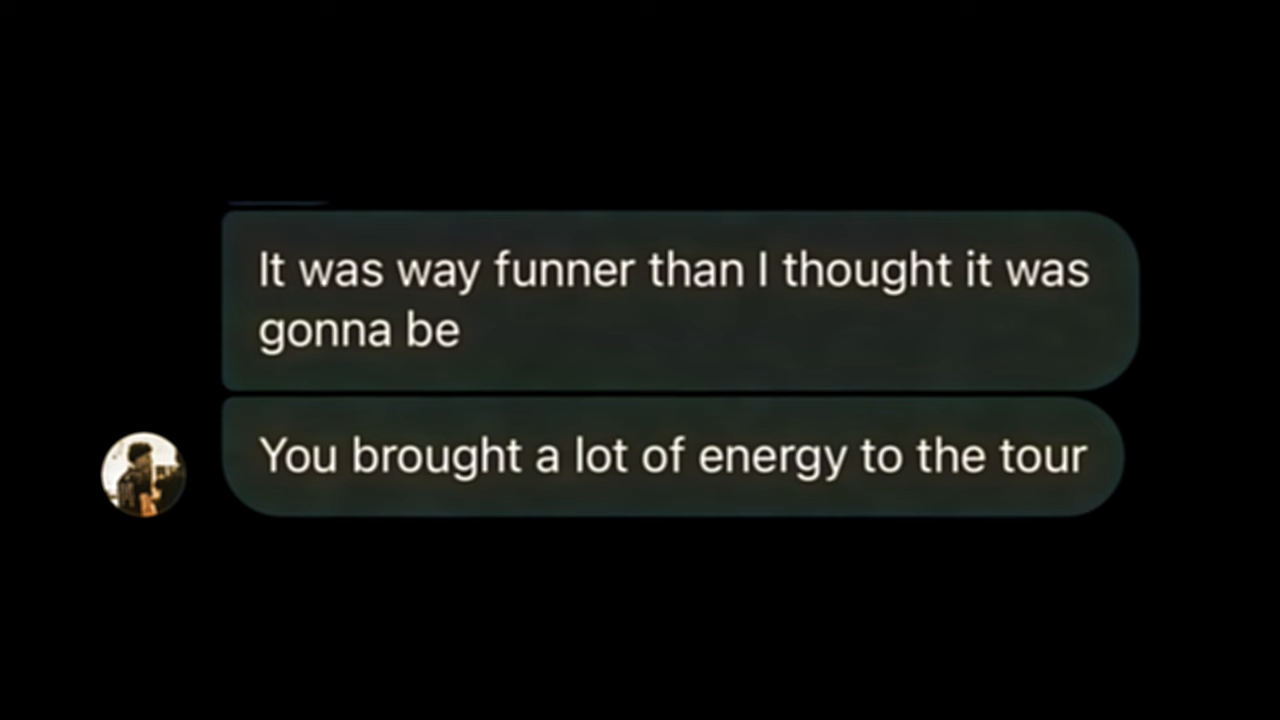 It was way funner than I thought it was
gonna be
You brought a lot of energy to the tour